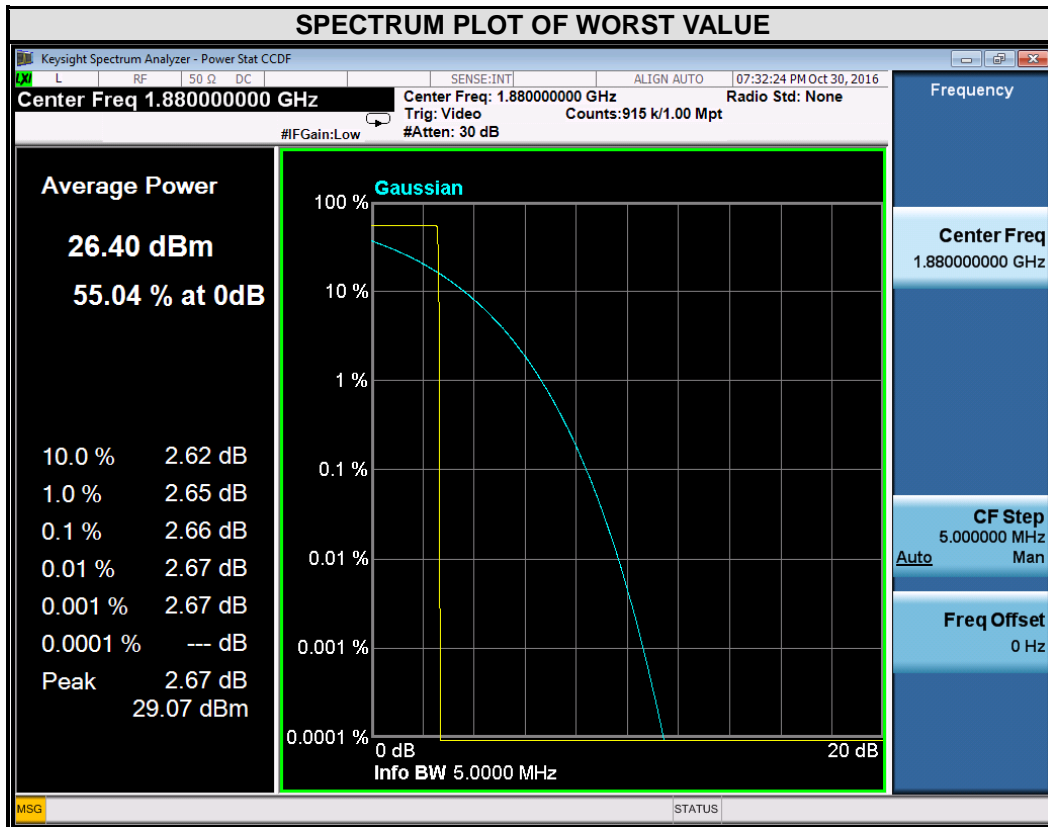 SPECTRUM PLOT OF WORST VALUE
Keysight Spectrum Analyzer - Power Stat CCDF
LXI L RF 50 Ω DC SENSE:INT ALIGN AUTO 07:32:24 PM Oct 30, 2016
Center Freq 1.880000000 GHz
#IFGain:Low
Center Freq: 1.880000000 GHz Radio Std: None
Trig: Video Counts:915 k/1.00 Mpt
#Atten: 30 dB
Average Power
26.40 dBm
55.04 % at 0dB
10.0 % 2.62 dB
1.0 % 2.65 dB
0.1 % 2.66 dB
0.01 % 2.67 dB
0.001 % 2.67 dB
0.0001 % --- dB
Peak 2.67 dB
29.07 dBm
Gaussian
100 %
10 %
1 %
0.1 %
0.01 %
0.001 %
0.0001 %
0 dB 20 dB
Info BW 5.0000 MHz
Frequency
Center Freq
1.880000000 GHz
CF Step
5.000000 MHz
Auto Man
Freq Offset
0 Hz
MSG STATUS